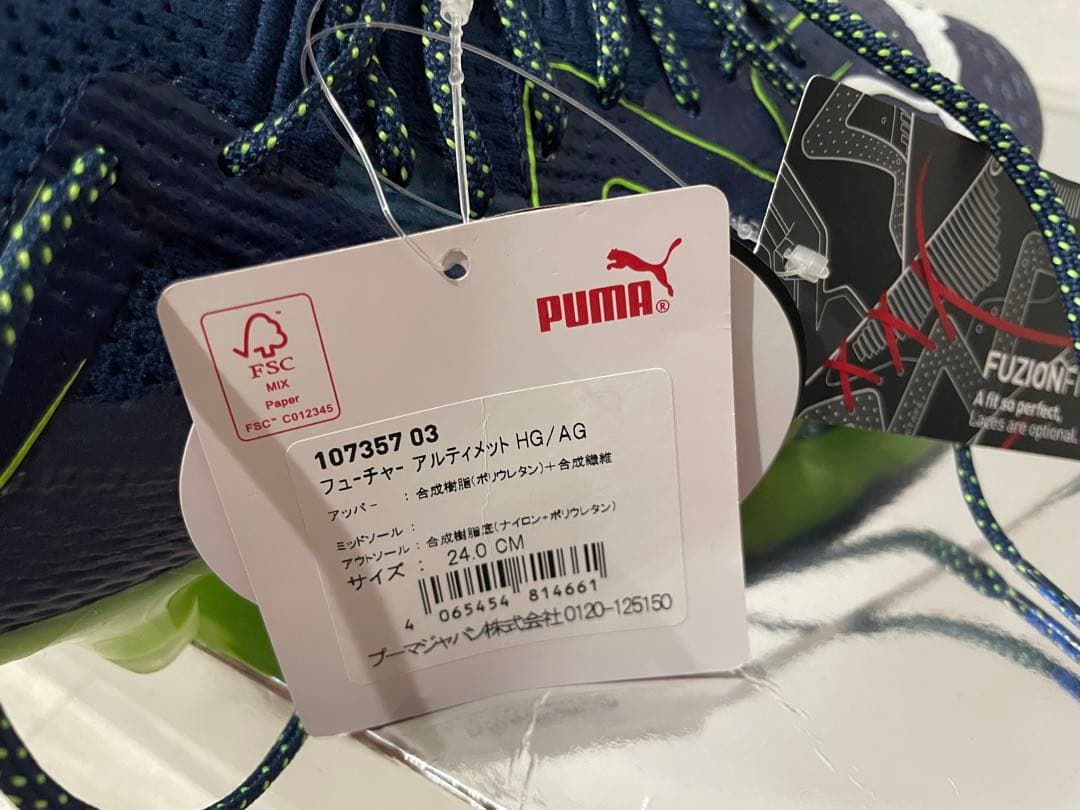 PUMA®
FSC
MIX
Paper
FSC™ C012345
107357 03
フューチャー アルティメット HG/AG
アッパー : 合成樹脂(ポリウレタン)+合成繊維
ミッドソール :
アウトソール : 合成樹脂底(ナイロン+ポリウレタン)
サイズ : 24.0 CM
4 065454 814661
プーマジャパン株式会社 0120-125150
FUZIONF
A fit so perfect,
Laces are optional.